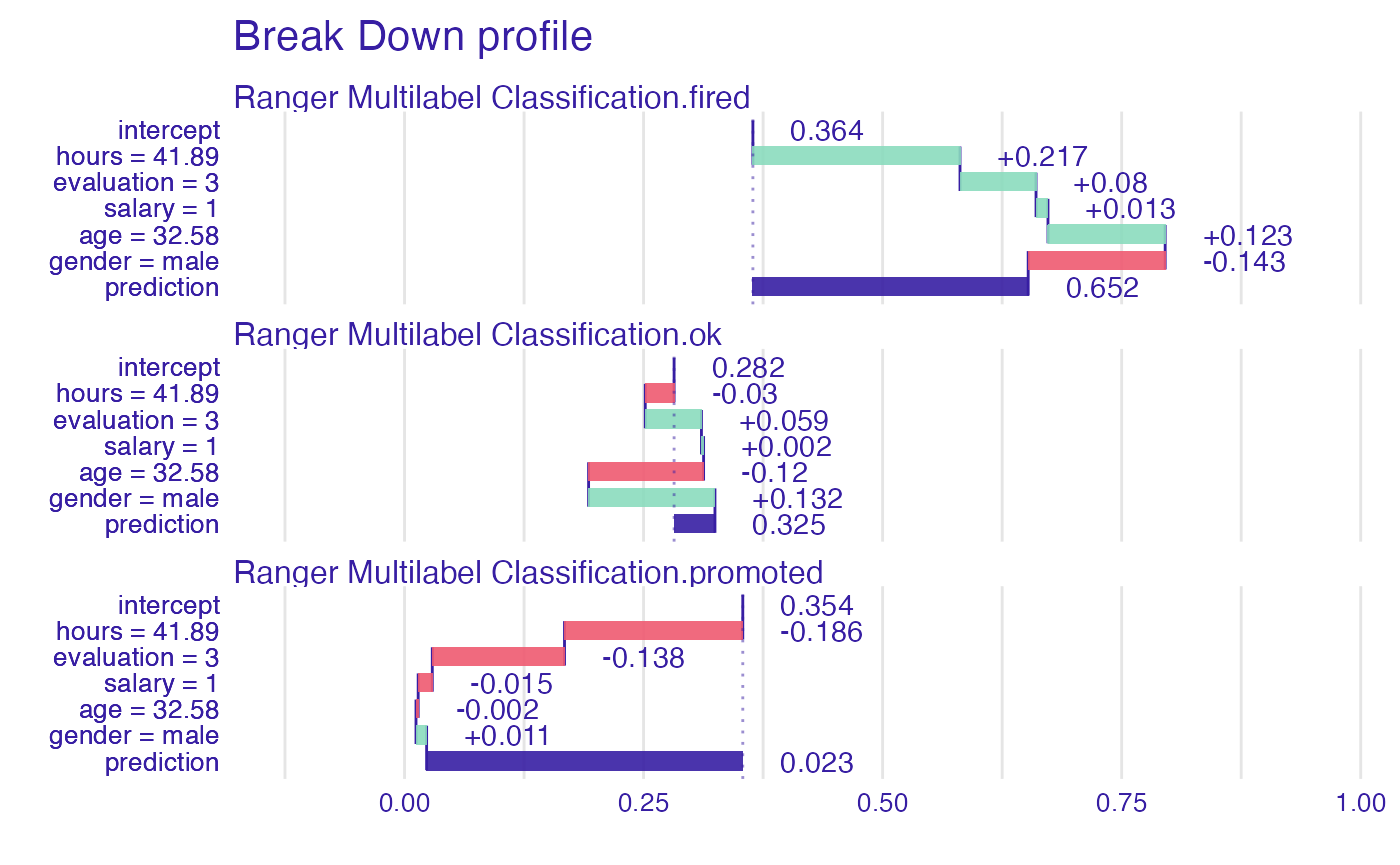 Break Down profile
Ranger Multilabel Classification.fired
intercept 0.364
hours = 41.89 +0.217
evaluation = 3 +0.08
salary = 1 +0.013
age = 32.58 +0.123
gender = male -0.143
prediction 0.652
Ranger Multilabel Classification.ok
intercept 0.282
hours = 41.89 -0.03
evaluation = 3 +0.059
salary = 1 +0.002
age = 32.58 -0.12
gender = male +0.132
prediction 0.325
Ranger Multilabel Classification.promoted
intercept 0.354
hours = 41.89 -0.186
evaluation = 3 -0.138
salary = 1 -0.015
age = 32.58 -0.002
gender = male +0.011
prediction 0.023
0.00 0.25 0.50 0.75 1.00